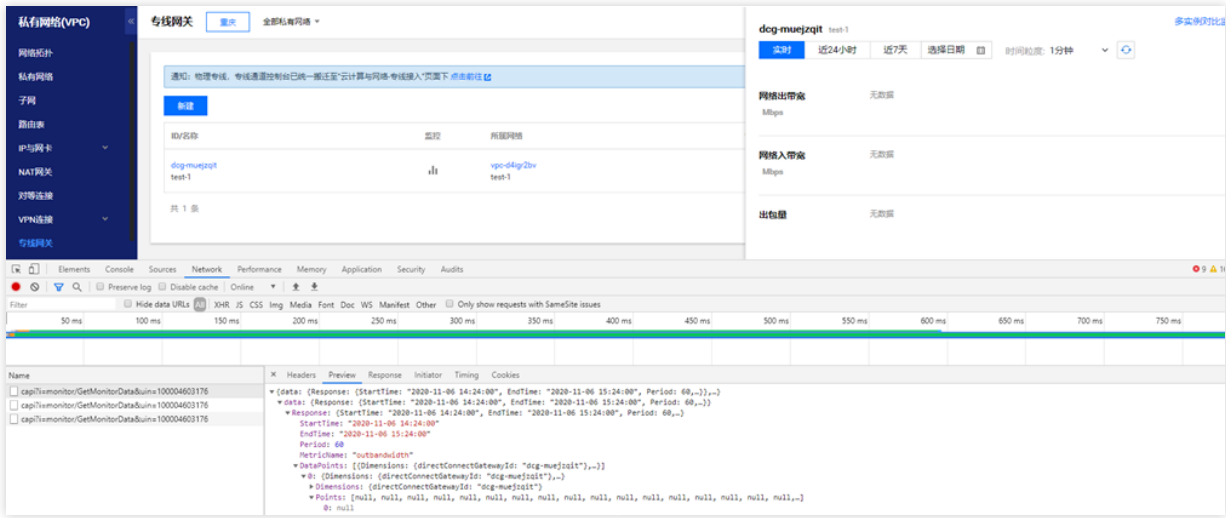 私有网络(VPC)
«
网络拓扑
私有网络
子网
路由表
IP与网卡
NAT网关
对等连接
VPN连接
专线网关
专线网关
重庆
全部私有网络
通知：物理专线、专线通道控制台已统一搬迁至"云计算与网络-专线接入"页面下 点击前往
新建
ID/名称 监控 所属网络
dcg-muejzqit vpc-d4igr2bv
test-1 test-1
共 1 条
多实例对比
dcg-muejzqit test-1
实时 近24小时 近7天 选择日期 时间粒度: 1分钟
网络出带宽 无数据
Mbps
网络入带宽 无数据
Mbps
出包量 无数据
Elements Console Sources Network Performance Memory Application Security Audits
9
Preserve log Disable cache Online
Filter Hide data URLs All XHR JS CSS Img Media Font Doc WS Manifest Other Only show requests with SameSite issues
50 ms 100 ms 150 ms 200 ms 250 ms 300 ms 350 ms 400 ms 450 ms 500 ms 550 ms 600 ms 650 ms 700 ms 750 ms
Name
capi?i=monitor/GetMonitorData&uin=100004603176
capi?i=monitor/GetMonitorData&uin=100004603176
capi?i=monitor/GetMonitorData&uin=100004603176
× Headers Preview Response Initiator Timing Cookies
{data: {Response: {StartTime: "2020-11-06 14:24:00", EndTime: "2020-11-06 15:24:00", Period: 60,…}},…}
data: {Response: {StartTime: "2020-11-06 14:24:00", EndTime: "2020-11-06 15:24:00", Period: 60,…}}
Response: {StartTime: "2020-11-06 14:24:00", EndTime: "2020-11-06 15:24:00", Period: 60,…}
StartTime: "2020-11-06 14:24:00"
EndTime: "2020-11-06 15:24:00"
Period: 60
MetricName: "outbandwidth"
DataPoints: [{Dimensions: {directConnectGatewayId: "dcg-muejzqit"},…}]
0: {Dimensions: {directConnectGatewayId: "dcg-muejzqit"},…}
Dimensions: {directConnectGatewayId: "dcg-muejzqit"}
Points: [null, null, null, null, null, null, null, null, null, null, null, null, null, null, null, null, null,…]
0: null